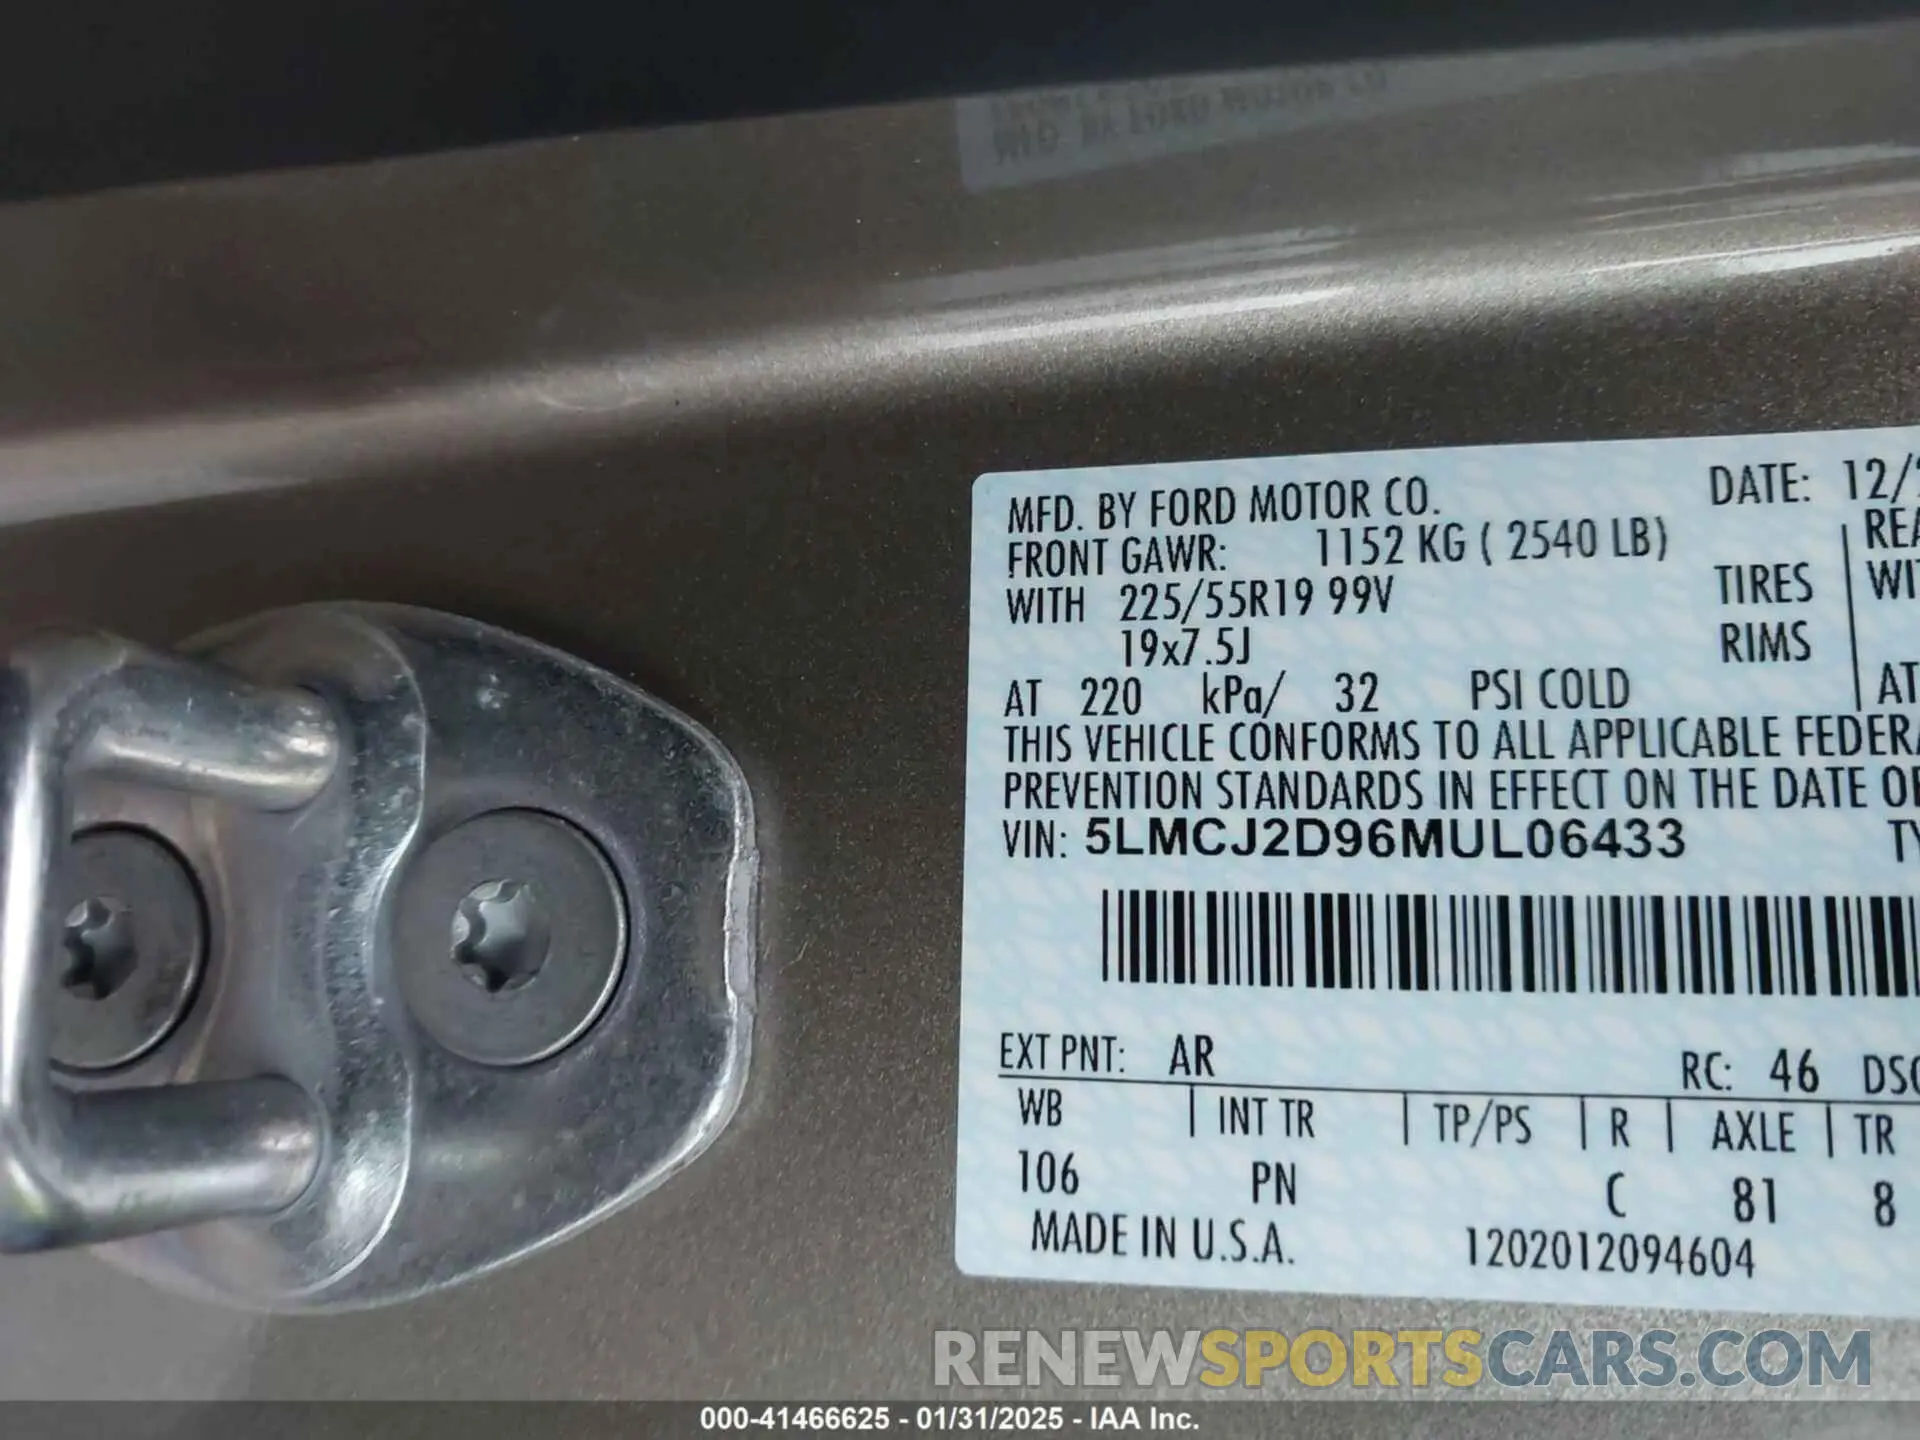 MFD. BY FORD MOTOR CO. DATE: 12/
FRONT GAWR: 1152 KG ( 2540 LB)
WITH 225/55R19 99V TIRES
19x7.5J RIMS
AT 220 kPa/ 32 PSI COLD AT
THIS VEHICLE CONFORMS TO ALL APPLICABLE
PREVENTION STANDARDS IN EFFECT ON THE DATE
VIN: 5LMCJ2D96MUL06433
EXT PNT: AR RC: 46
WB INT TR TP/PS R AXLE TR
106 PN C 81 8
MADE IN U.S.A. 1202012094604
RENEWSPORTSCARS.COM
000-41466625 - 01/31/2025 - IAA Inc.